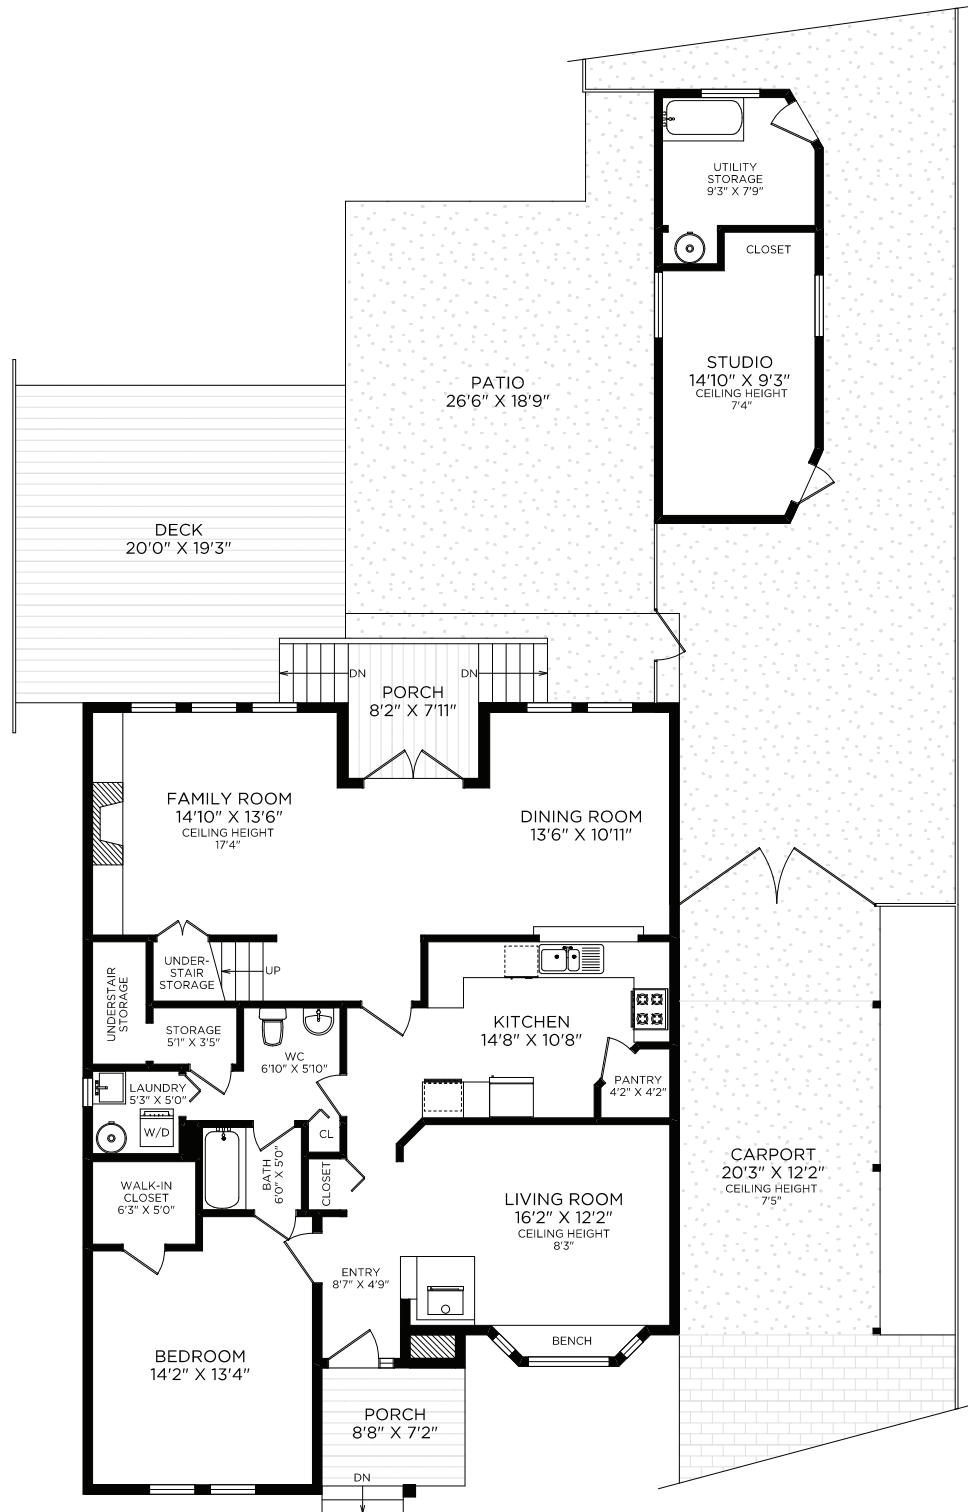 UTILITY
STORAGE
9'3" X 7'9"
CLOSET
STUDIO
14'10" X 9'3"
CEILING HEIGHT
7'4"
PATIO
26'6" X 18'9"
DECK
20'0" X 19'3"
DN
DN
PORCH
8'2" X 7'11"
FAMILY ROOM
14'10" X 13'6"
CEILING HEIGHT
17'4"
DINING ROOM
13'6" X 10'11"
UNDERSTAIR
STORAGE
UNDER-
STAIR
STORAGE
UP
STORAGE
5'1" X 3'5"
WC
6'10" X 5'10"
KITCHEN
14'8" X 10'8"
PANTRY
4'2" X 4'2"
LAUNDRY
5'3" X 5'0"
W/D
CL
BATH
6'0" X 5'0"
CLOSET
WALK-IN
CLOSET
6'3" X 5'0"
LIVING ROOM
16'2" X 12'2"
CEILING HEIGHT
8'3"
CARPORT
20'3" X 12'2"
CEILING HEIGHT
7'5"
ENTRY
8'7" X 4'9"
BENCH
BEDROOM
14'2" X 13'4"
PORCH
8'8" X 7'2"
DN